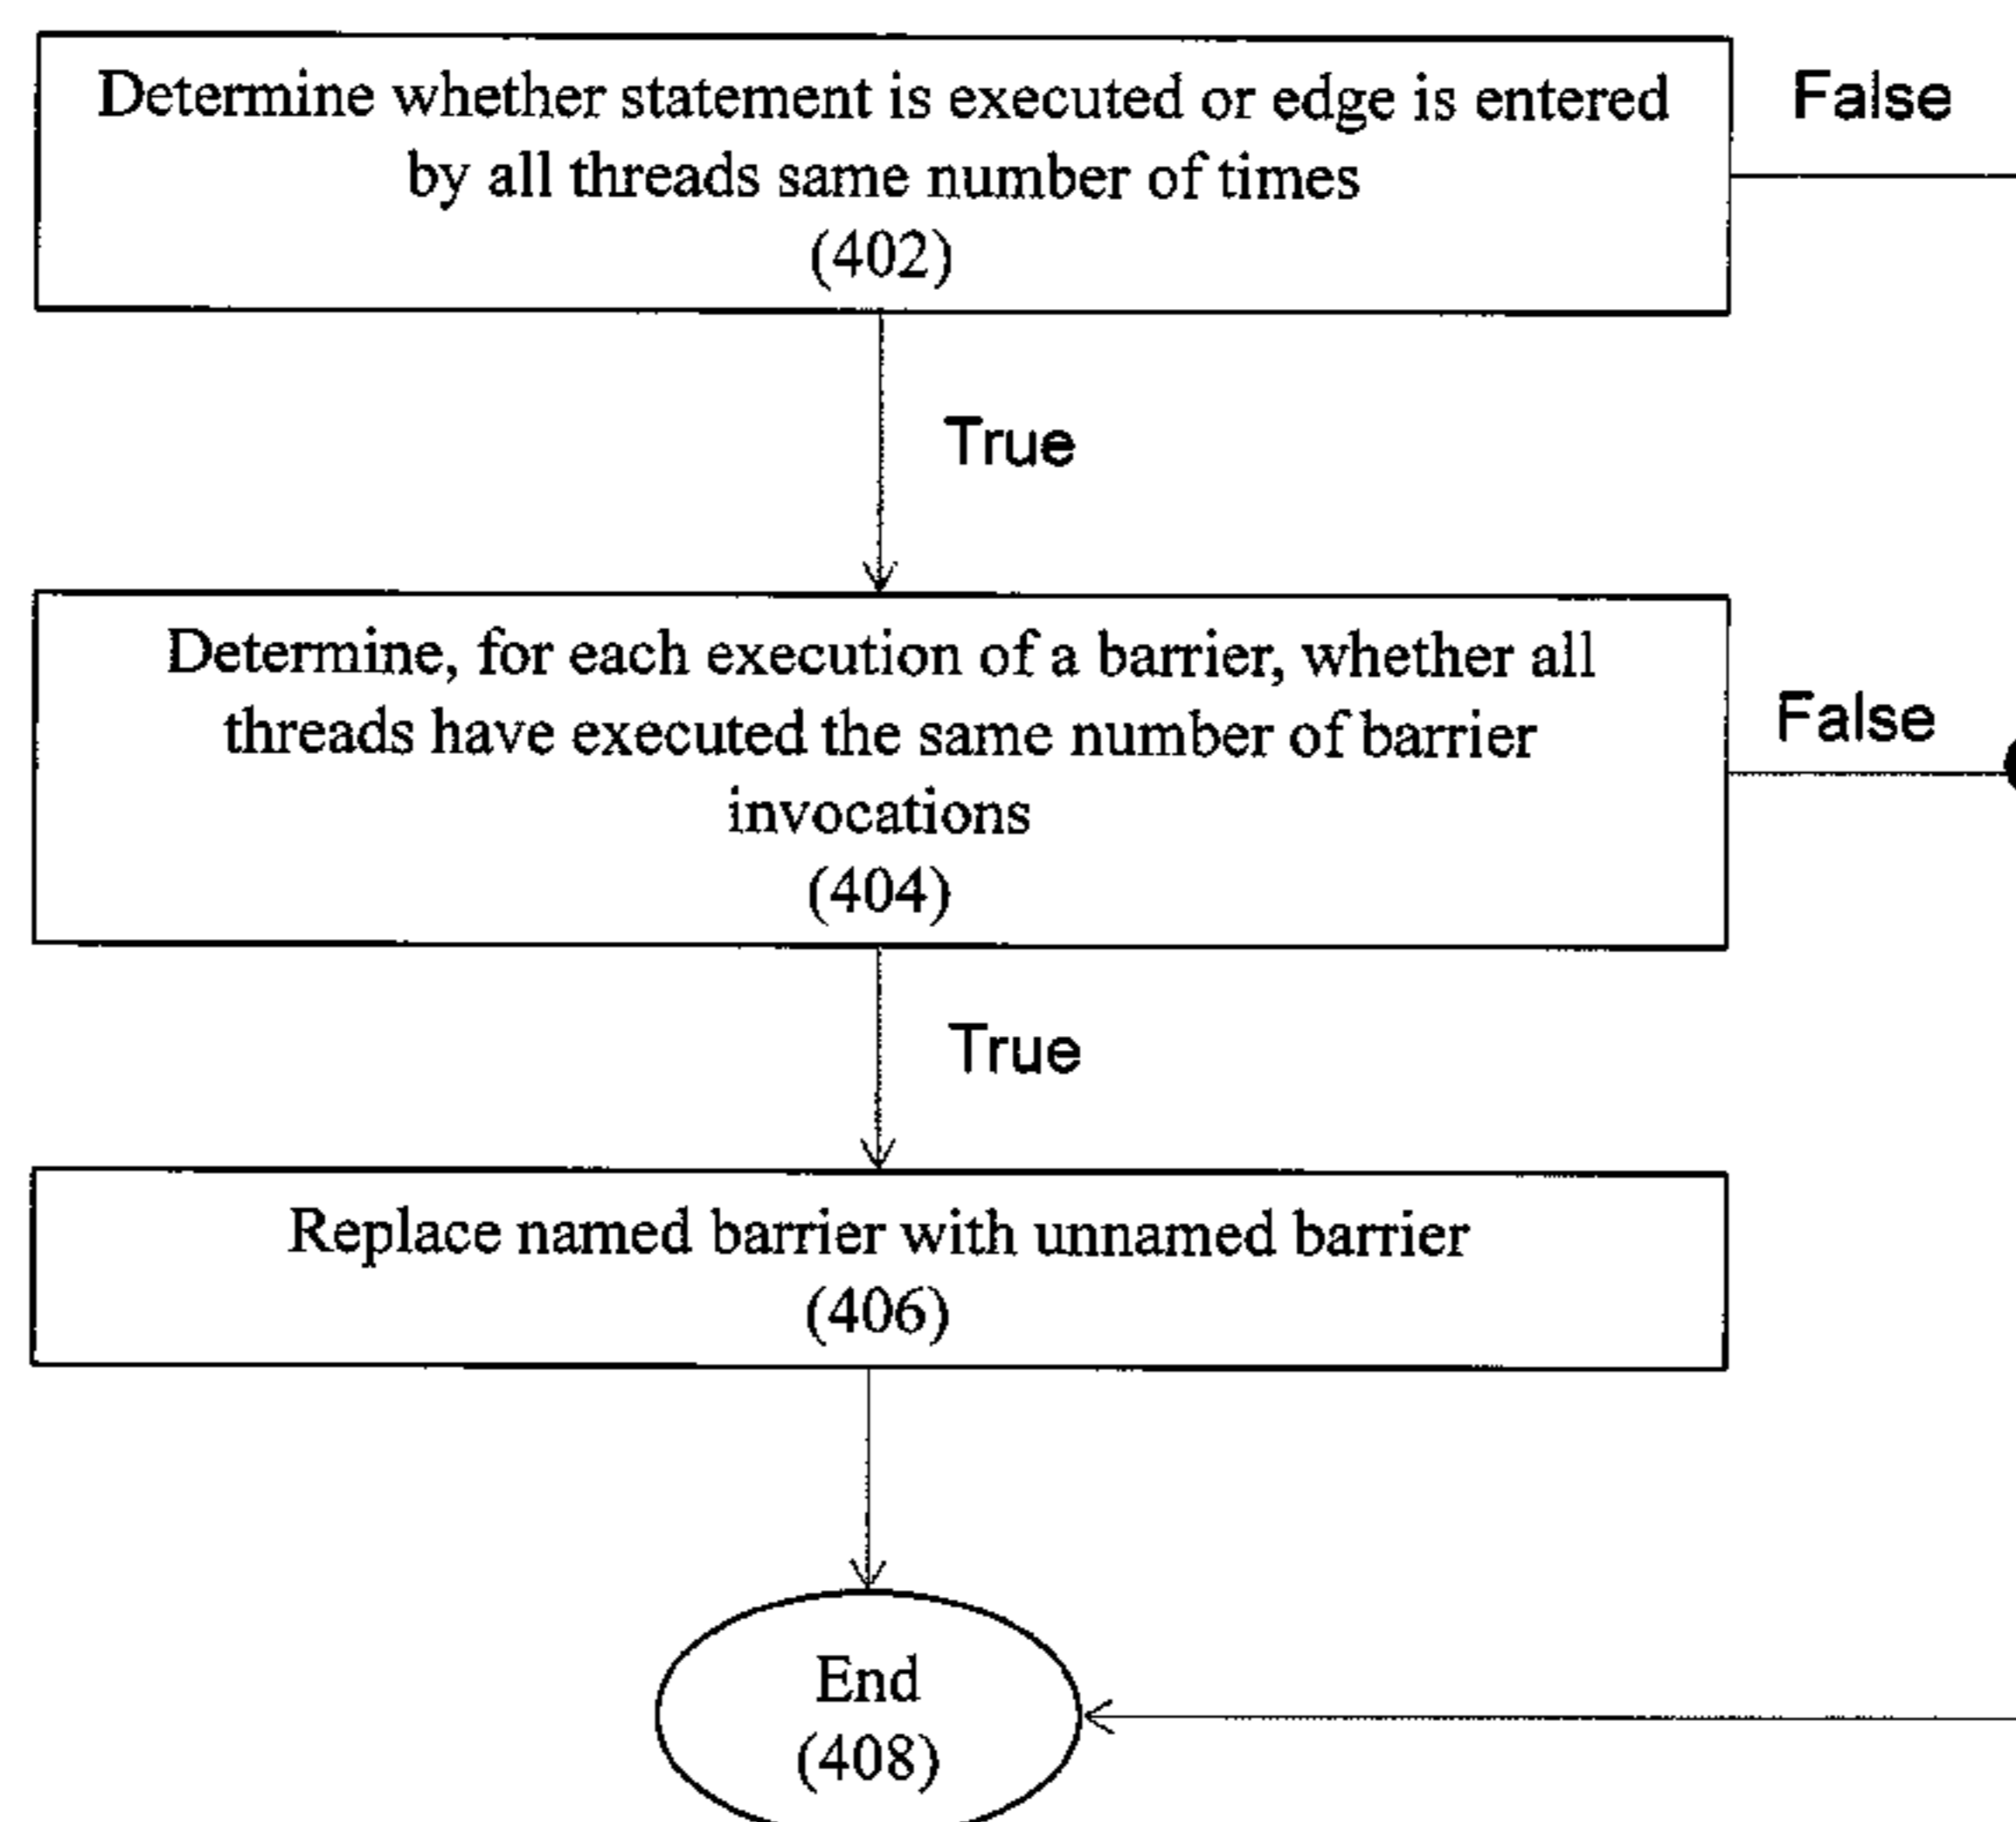 Determine whether statement is executed or edge is entered
by all threads same number of times
(402)
False
True
Determine, for each execution of a barrier, whether all
threads have executed the same number of barrier
invocations
(404)
False
True
Replace named barrier with unnamed barrier
(406)
End
(408)